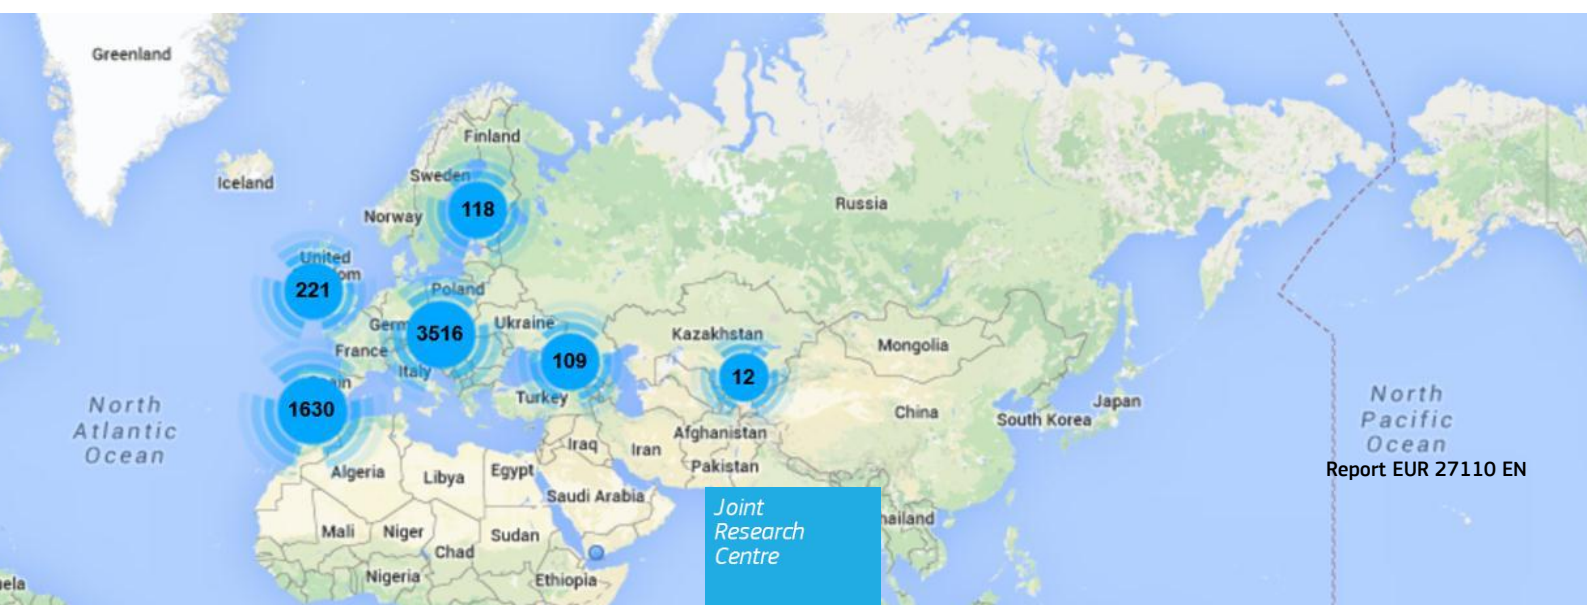 Greenland
Iceland
Finland
Sweden
118
Norway
Russia
United
221
Poland
3516
Ukraine
109
France
Italy
1630
Turkey
Kazakhstan
12
Mongolia
China
South Korea
Japan
North
Atlantic
Ocean
North
Pacific
Ocean
Report EUR 27110 EN
Afghanistan
Iraq
Iran
Pakistan
Algeria
Libya
Egypt
Saudi Arabia
Mali
Niger
Chad
Sudan
Nigeria
Ethiopia
Joint
Research
Centre